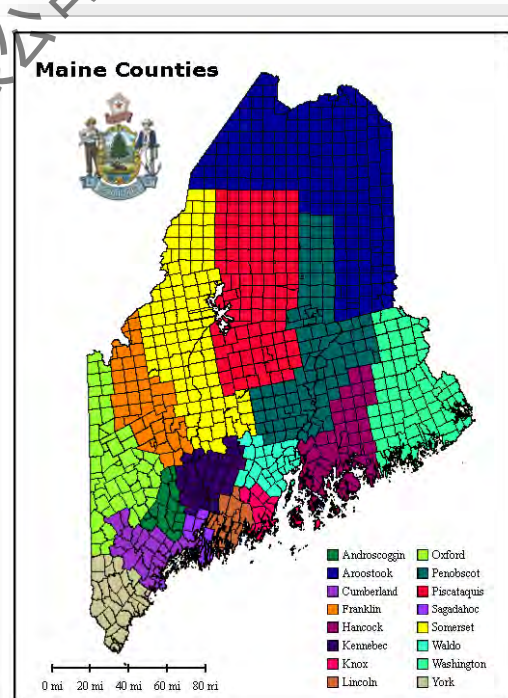 Maine Counties
Androscoggin
Aroostook
Cumberland
Franklin
Hancock
Kennebec
Knox
Lincoln
Oxford
Penobscot
Piscataquis
Sagadahoc
Somerset
Waldo
Washington
York
0 mi 20 mi 40 mi 60 mi 80 mi